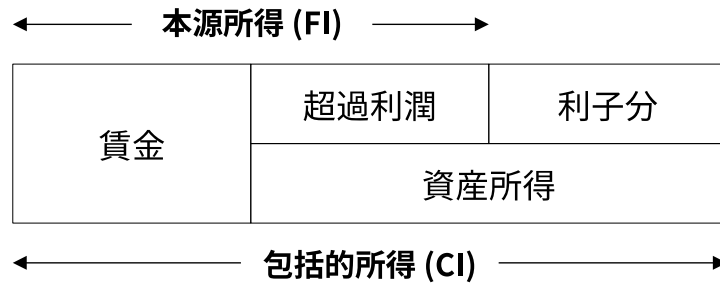 本源所得 (FI)
賃金
超過利潤
利子分
資産所得
包括的所得 (CI)